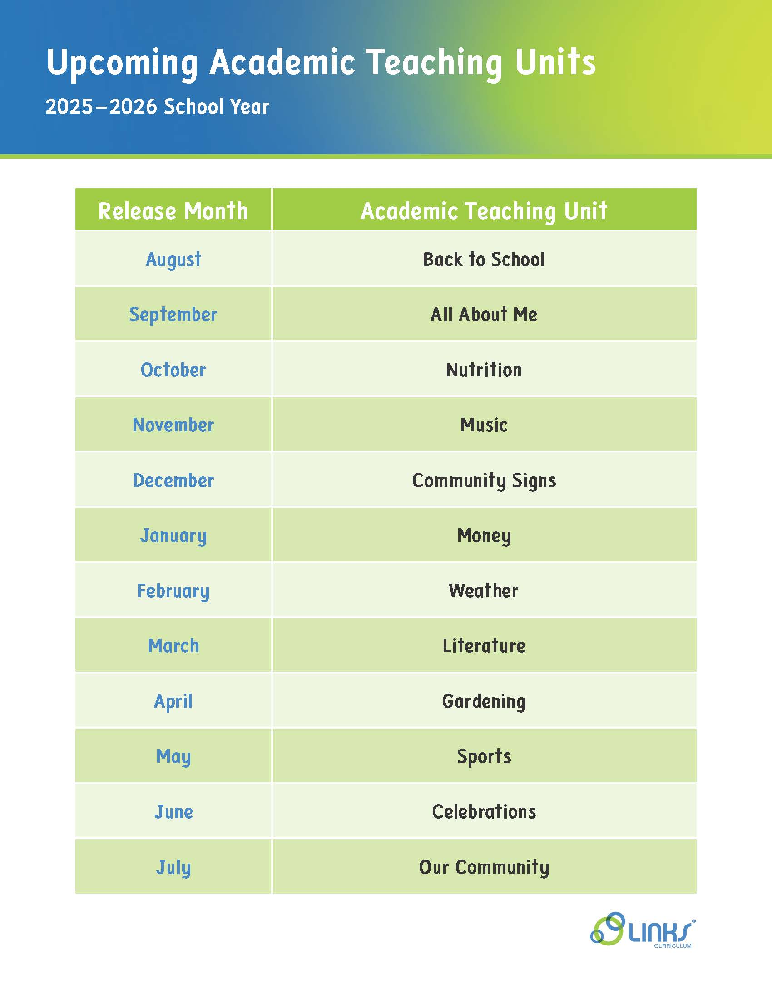 Upcoming Academic Teaching Units
2025–2026 School Year
Release Month Academic Teaching Unit
August Back to School
September All About Me
October Nutrition
November Music
December Community Signs
January Money
February Weather
March Literature
April Gardening
May Sports
June Celebrations
July Our Community
LINKS®
CURRICULUM